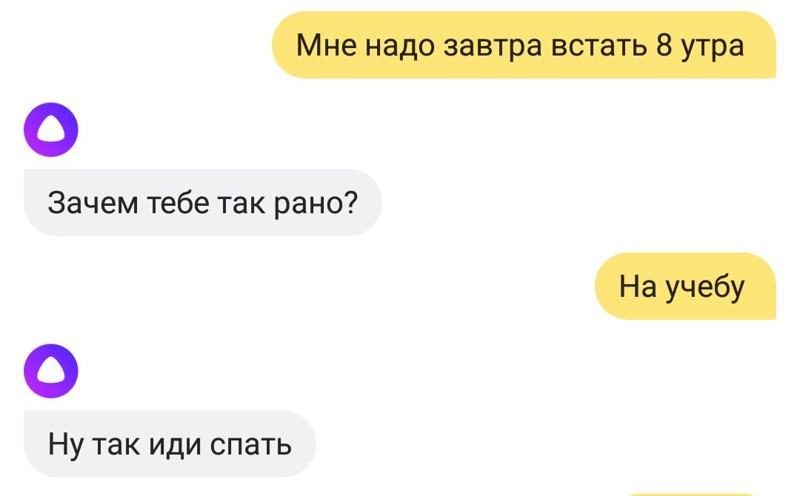 Мне надо завтра встать 8 утра
Зачем тебе так рано?
На учебу
Ну так иди спать